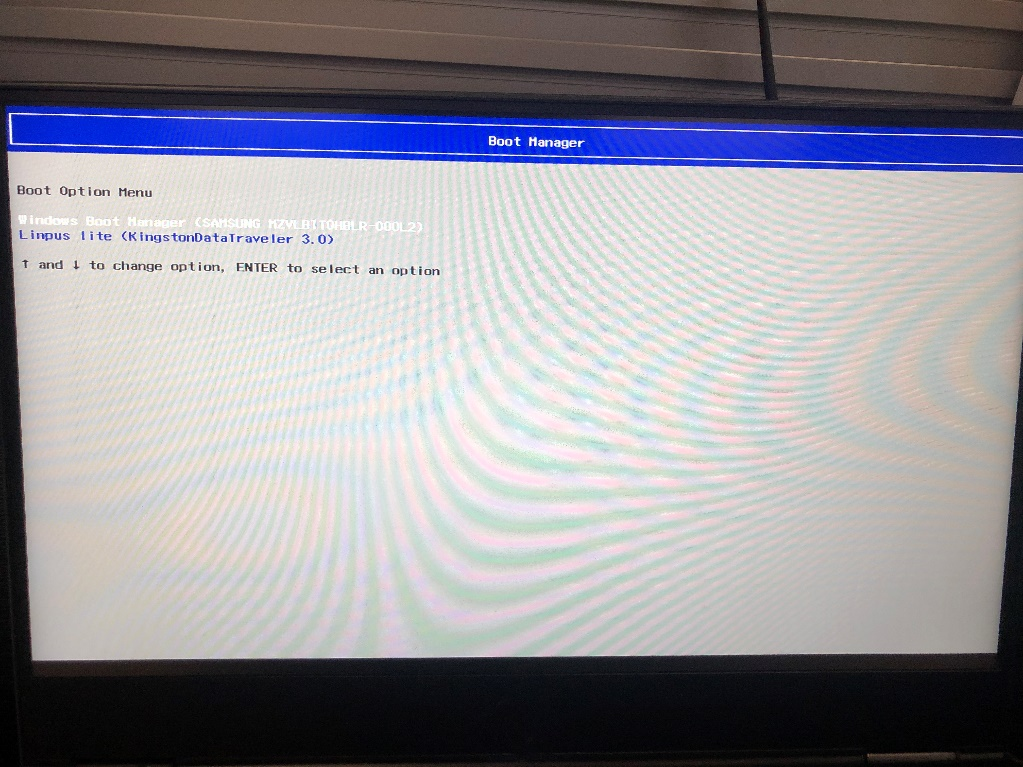 Boot Manager
Boot Option Menu
Windows Boot Manager (SAMSUNG
Linpus lite (KingstonDataTraveler 3.0)
↑ and ↓ to change option, ENTER to select an option